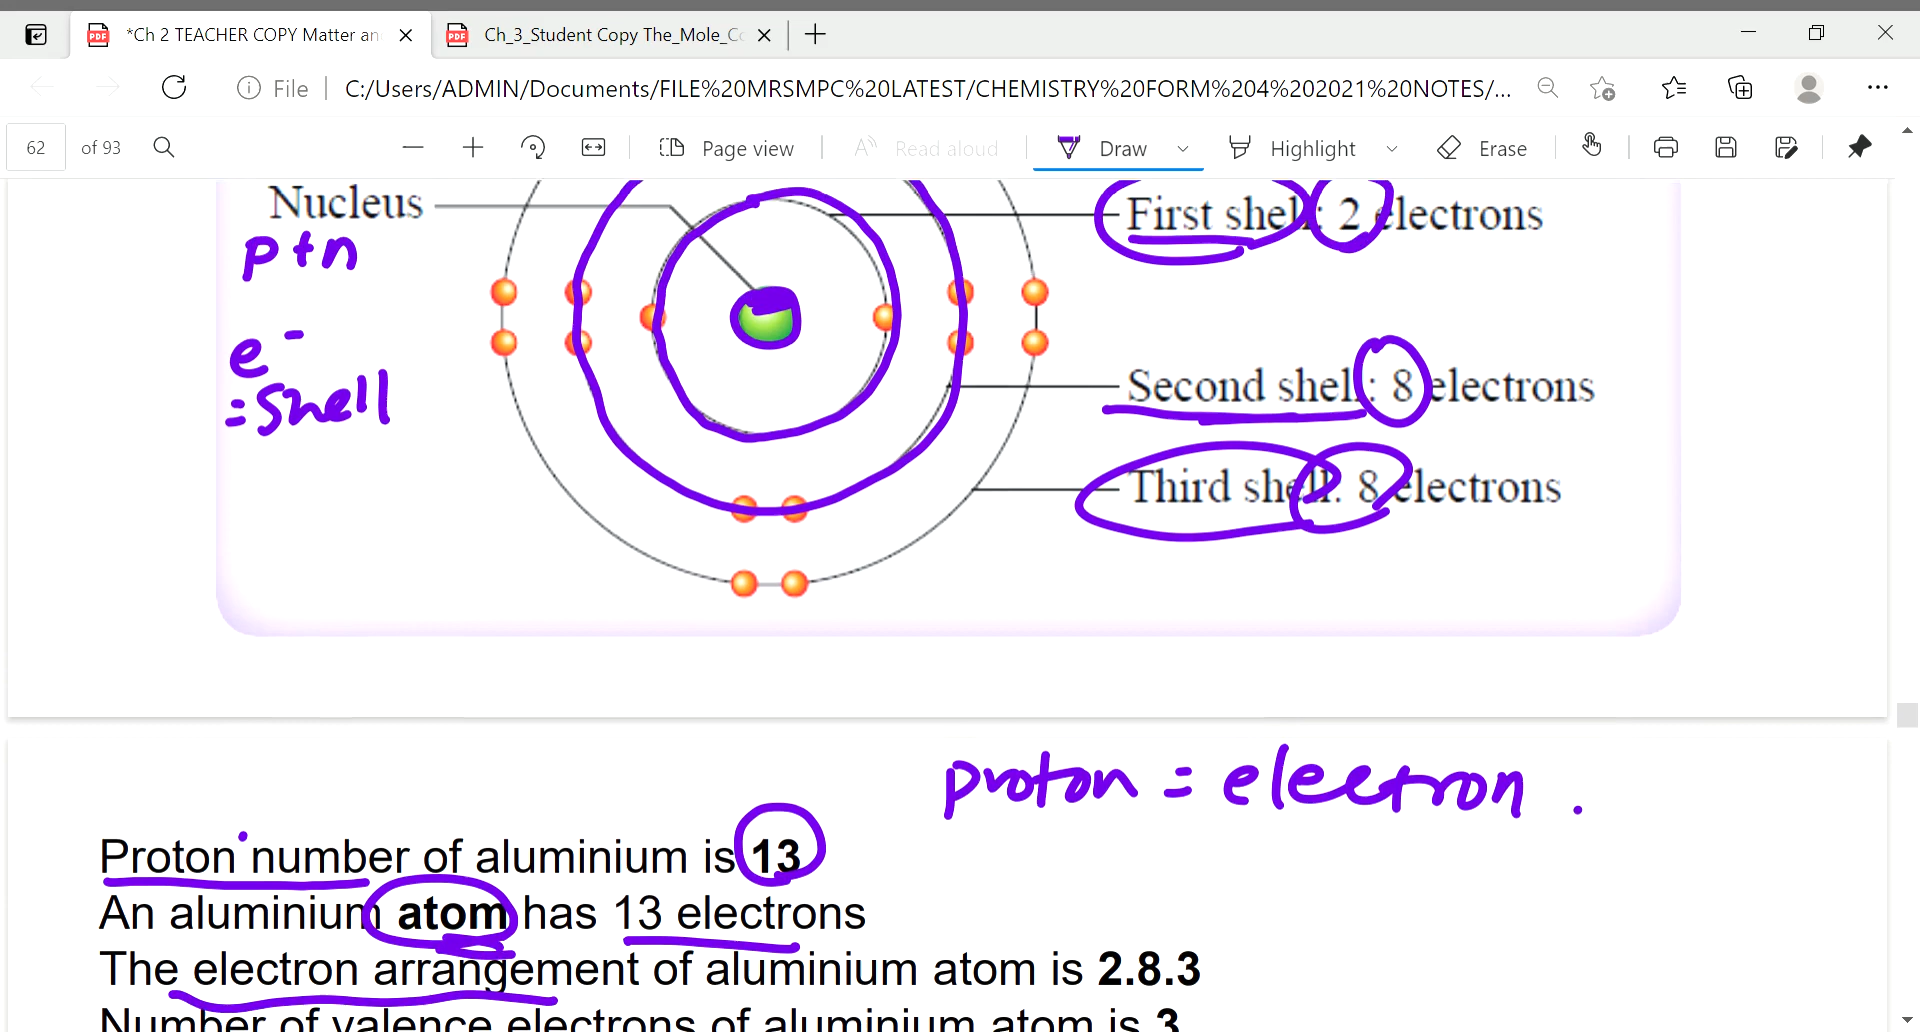 *Ch 2 TEACHER COPY Matter an
Ch_3_Student Copy The_Mole_C
File
C:/Users/ADMIN/Documents/FILE%20MRSMPC%20LATEST/CHEMISTRY%20FORM%204%202021%20NOTES/...
62 of 93
Page view
Read aloud
Draw
Highlight
Erase
Nucleus
p+n
e-
=shell
First shell: 2 electrons
Second shell: 8 electrons
Third shell: 8 electrons
proton = electron.
Proton number of aluminium is 13
An aluminium atom has 13 electrons
The electron arrangement of aluminium atom is 2.8.3
Number of valence electrons of aluminium atom is 3